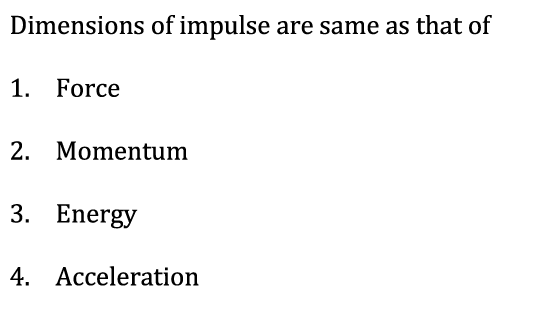 Dimensions of impulse are same as that of
1. Force
2. Momentum
3. Energy
4. Acceleration